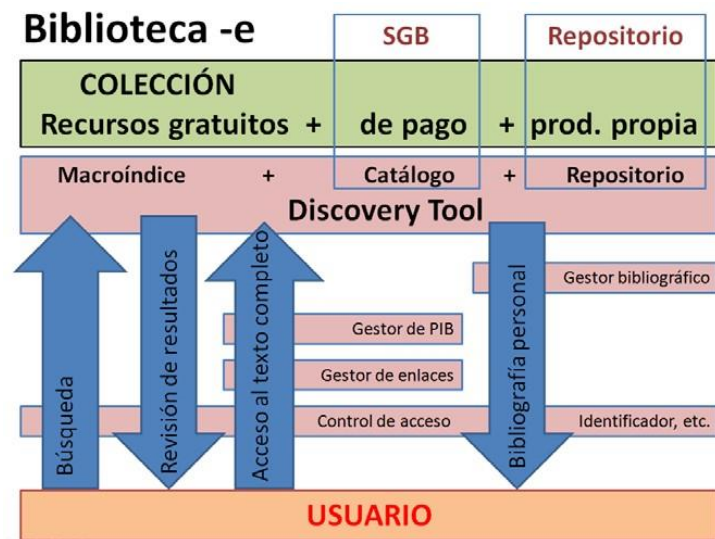 Biblioteca -e
SGB
Repositorio
COLECCIÓN
Recursos gratuitos + de pago + prod. propia
Macroíndice + Catálogo + Repositorio
Discovery Tool
Búsqueda
Revisión de resultados
Acceso al texto completo
Bibliografía personal
Gestor bibliográfico
Gestor de PIB
Gestor de enlaces
Control de acceso
Identificador, etc.
USUARIO